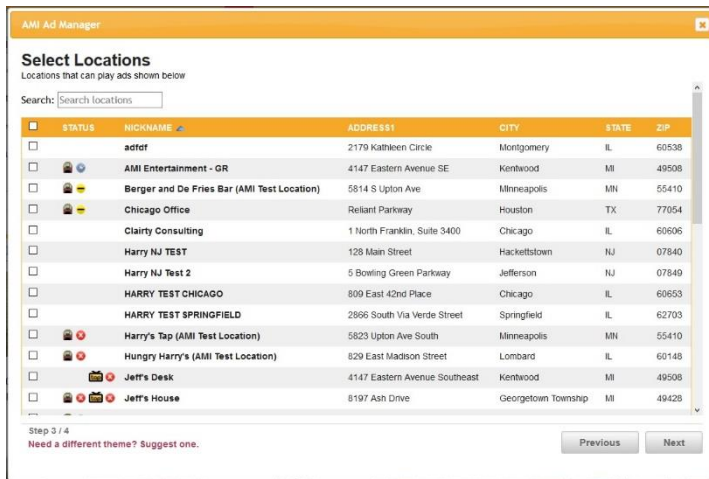 AMI Ad Manager
Select Locations
Locations that can play ads shown below
Search: Search locations
STATUS NICKNAME ADDRESS1 CITY STATE ZIP
adfdf 2179 Kathleen Circle Montgomery IL 60538
AMI Entertainment - GR 4147 Eastern Avenue SE Kentwood MI 49508
Berger and De Fries Bar (AMI Test Location) 5814 S Upton Ave Minneapolis MN 55410
Chicago Office Reliant Parkway Houston TX 77054
Clairty Consulting 1 North Franklin, Suite 3400 Chicago IL 60606
Harry NJ TEST 128 Main Street Hackettstown NJ 07840
Harry NJ Test 2 5 Bowling Green Parkway Jefferson NJ 07849
HARRY TEST CHICAGO 809 East 42nd Place Chicago IL 60653
HARRY TEST SPRINGFIELD 2866 South Via Verde Street Springfield IL 62703
Harry's Tap (AMI Test Location) 5823 Upton Ave South Minneapolis MN 55410
Hungry Harry's (AMI Test Location) 829 East Madison Street Lombard IL 60148
Jeff's Desk 4147 Eastern Avenue Southeast Kentwood MI 49508
Jeff's House 8197 Ash Drive Georgetown Township MI 49428
Step 3 / 4
Need a different theme? Suggest one.
Previous Next